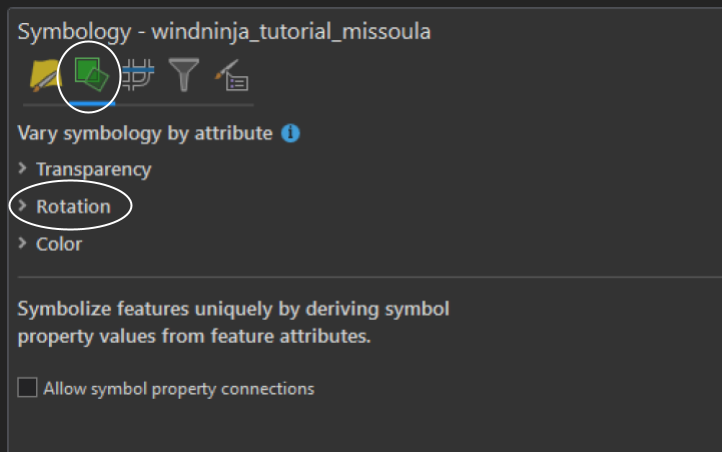 Symbology - windninja_tutorial_missoula
Vary symbology by attribute
Transparency
Rotation
Color
Symbolize features uniquely by deriving symbol
property values from feature attributes.
Allow symbol property connections